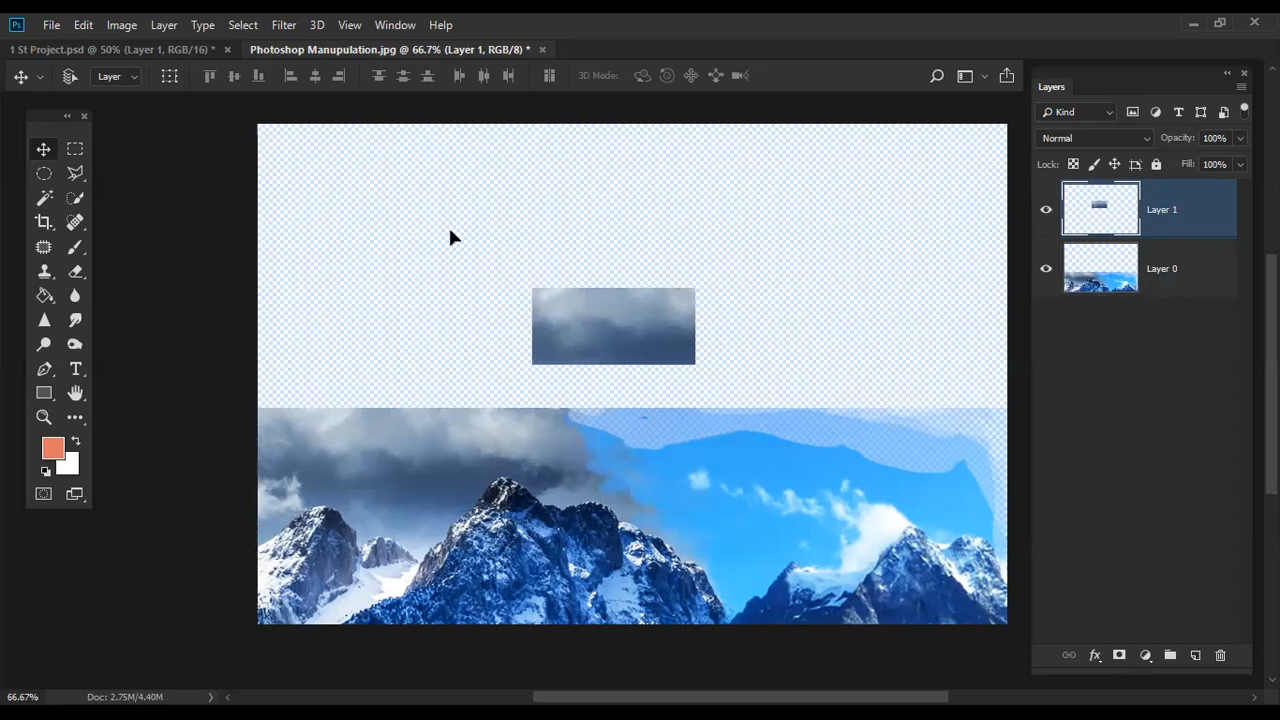 Ps File Edit Image Layer Type Select Filter 3D View Window Help
1 St Project.psd @ 50% (Layer 1, RGB/16) * × Photoshop Manupulation.jpg @ 66.7% (Layer 1, RGB/8) * ×
Layer 3D Mode:
Layers
Kind
Normal Opacity: 100%
Lock: Fill: 100%
Layer 1
Layer 0
T
fx
66.67% Doc: 2.75M/4.40M